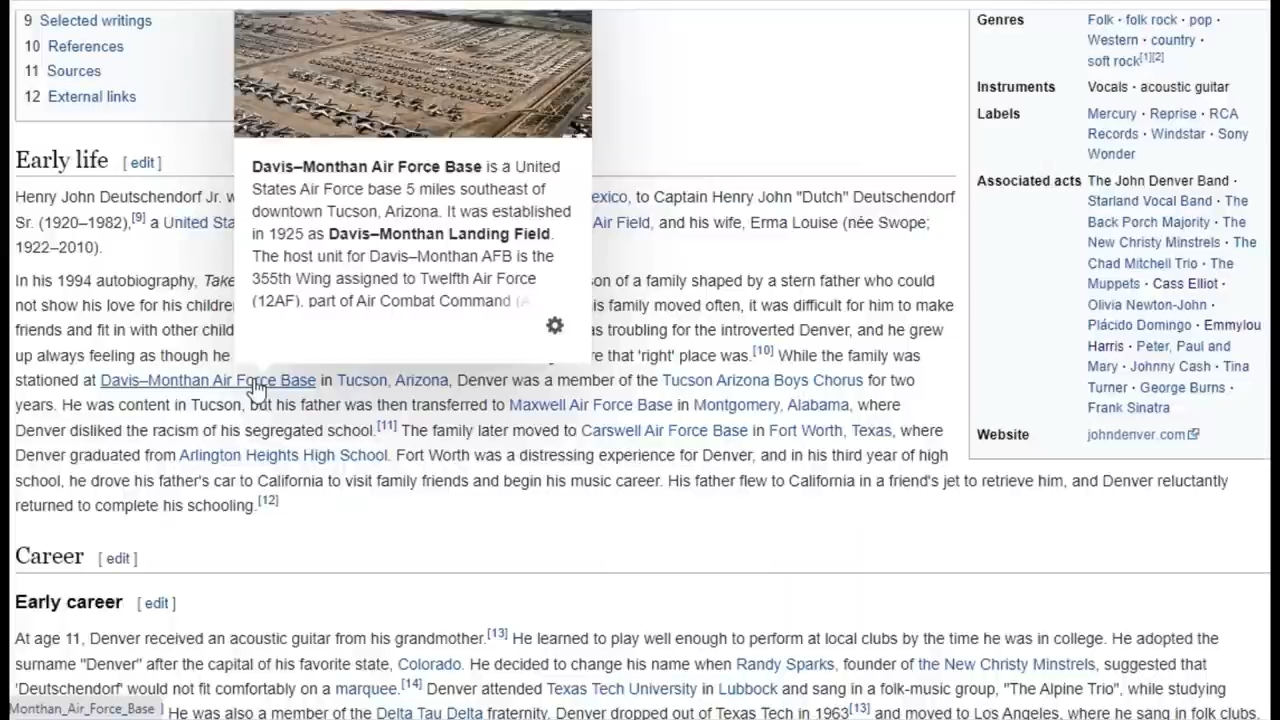 9 Selected writings
10 References
11 Sources
12 External links
Early life [ edit ]
Henry John Deutschendorf Jr. w
exico, to Captain Henry John "Dutch" Deutschendorf
Sr. (1920–1982),[9] a United Sta
Air Field, and his wife, Erma Louise (née Swope;
1922–2010).
In his 1994 autobiography, Take
son of a family shaped by a stern father who could
not show his love for his childre
is family moved often, it was difficult for him to make
friends and fit in with other child
as troubling for the introverted Denver, and he grew
up always feeling as though he
re that 'right' place was.[10] While the family was
stationed at Davis–Monthan Air Force Base in Tucson, Arizona, Denver was a member of the Tucson Arizona Boys Chorus for two
years. He was content in Tucson, but his father was then transferred to Maxwell Air Force Base in Montgomery, Alabama, where
Denver disliked the racism of his segregated school.[11] The family later moved to Carswell Air Force Base in Fort Worth, Texas, where
Denver graduated from Arlington Heights High School. Fort Worth was a distressing experience for Denver, and in his third year of high
school, he drove his father's car to California to visit family friends and begin his music career. His father flew to California in a friend's jet to retrieve him, and Denver reluctantly
returned to complete his schooling.[12]
Davis–Monthan Air Force Base is a United
States Air Force base 5 miles southeast of
downtown Tucson, Arizona. It was established
in 1925 as Davis–Monthan Landing Field.
The host unit for Davis–Monthan AFB is the
355th Wing assigned to Twelfth Air Force
(12AF), part of Air Combat Command (A
Genres Folk · folk rock · pop ·
Western · country ·
soft rock[1][2]
Instruments Vocals · acoustic guitar
Labels Mercury · Reprise · RCA
Records · Windstar · Sony
Wonder
Associated acts The John Denver Band ·
Starland Vocal Band · The
Back Porch Majority · The
New Christy Minstrels · The
Chad Mitchell Trio · The
Muppets · Cass Elliot ·
Olivia Newton-John ·
Plácido Domingo · Emmylou
Harris · Peter, Paul and
Mary · Johnny Cash · Tina
Turner · George Burns ·
Frank Sinatra
Website johndenver.com
Career [ edit ]
Early career [ edit ]
At age 11, Denver received an acoustic guitar from his grandmother.[13] He learned to play well enough to perform at local clubs by the time he was in college. He adopted the
surname "Denver" after the capital of his favorite state, Colorado. He decided to change his name when Randy Sparks, founder of the New Christy Minstrels, suggested that
'Deutschendorf' would not fit comfortably on a marquee.[14] Denver attended Texas Tech University in Lubbock and sang in a folk-music group, "The Alpine Trio", while studying
He was also a member of the Delta Tau Delta fraternity. Denver dropped out of Texas Tech in 1963[13] and moved to Los Angeles, where he sang in folk clubs.
Monthan_Air_Force_Base